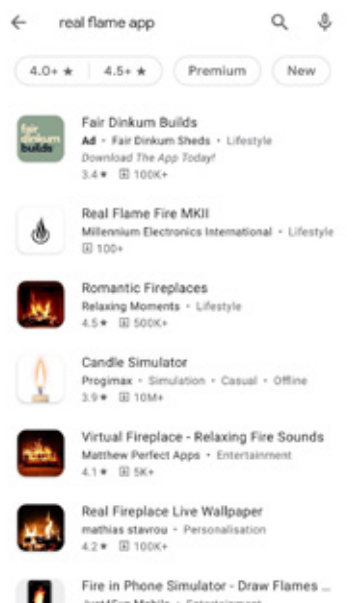 real flame app
4.0+ ★ 4.5+ ★ Premium New
fair
dinkum
builds
Fair Dinkum Builds
Ad • Fair Dinkum Sheds • Lifestyle
Download The App Today!
3.4★ 100K+
Real Flame Fire MKII
Millennium Electronics International • Lifestyle
100+
Romantic Fireplaces
Relaxing Moments • Lifestyle
4.5★ 500K+
Candle Simulator
Progimax • Simulation • Casual • Offline
3.9★ 10M+
Virtual Fireplace - Relaxing Fire Sounds
Matthew Perfect Apps • Entertainment
4.1★ 5K+
Real Fireplace Live Wallpaper
mathias stavrou • Personalisation
4.2★ 100K+
Fire in Phone Simulator - Draw Flames ...